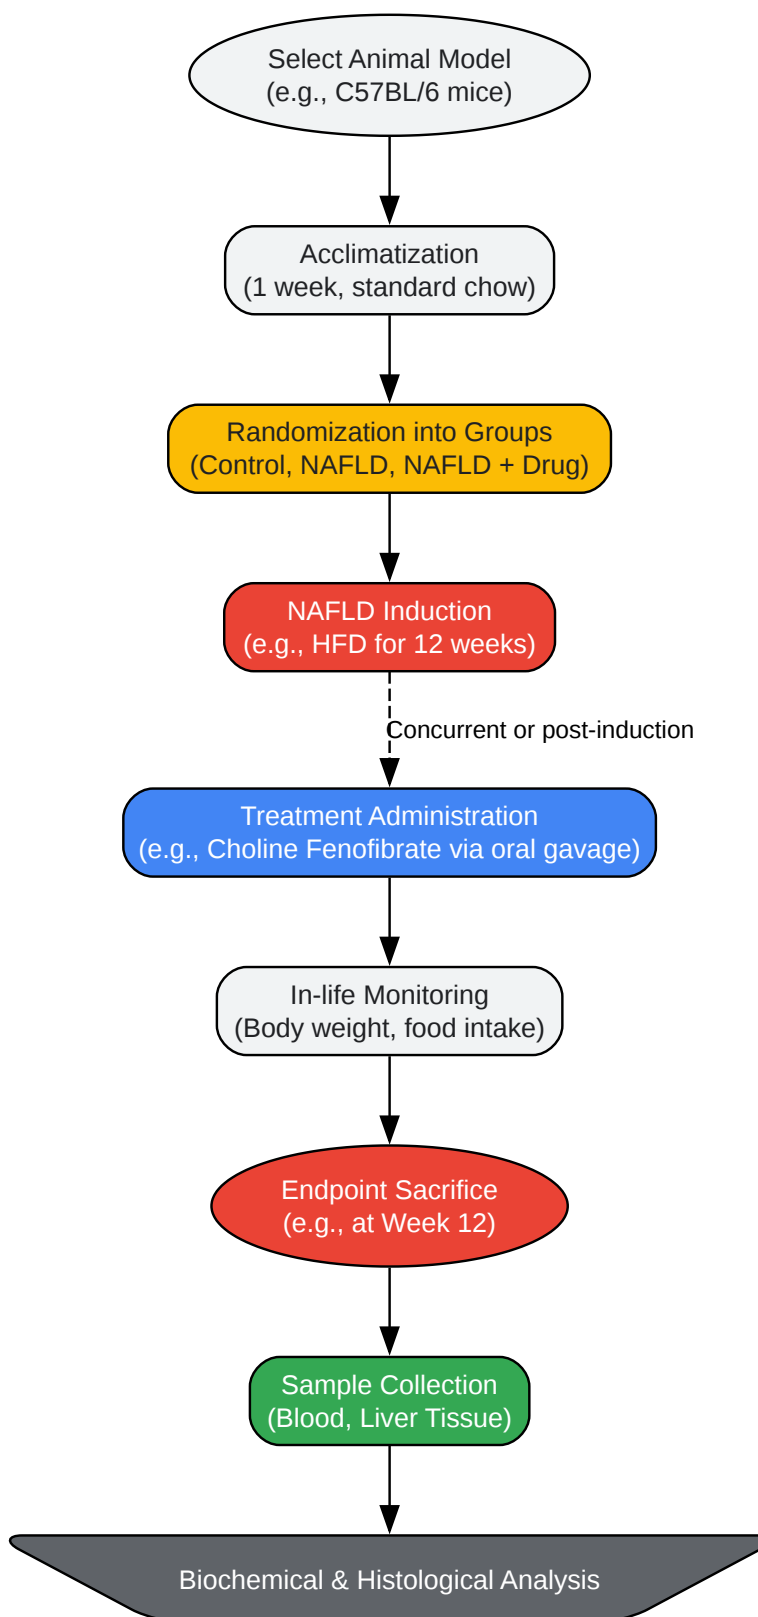 Select Animal Model
(e.g., C57BL/6 mice)
Acclimatization
(1 week, standard chow)
Randomization into Groups
(Control, NAFLD, NAFLD + Drug)
NAFLD Induction
(e.g., HFD for 12 weeks)
Concurrent or post-induction
Treatment Administration
(e.g., Choline Fenofibrate via oral gavage)
In-life Monitoring
(Body weight, food intake)
Endpoint Sacrifice
(e.g., at Week 12)
Sample Collection
(Blood, Liver Tissue)
Biochemical & Histological Analysis